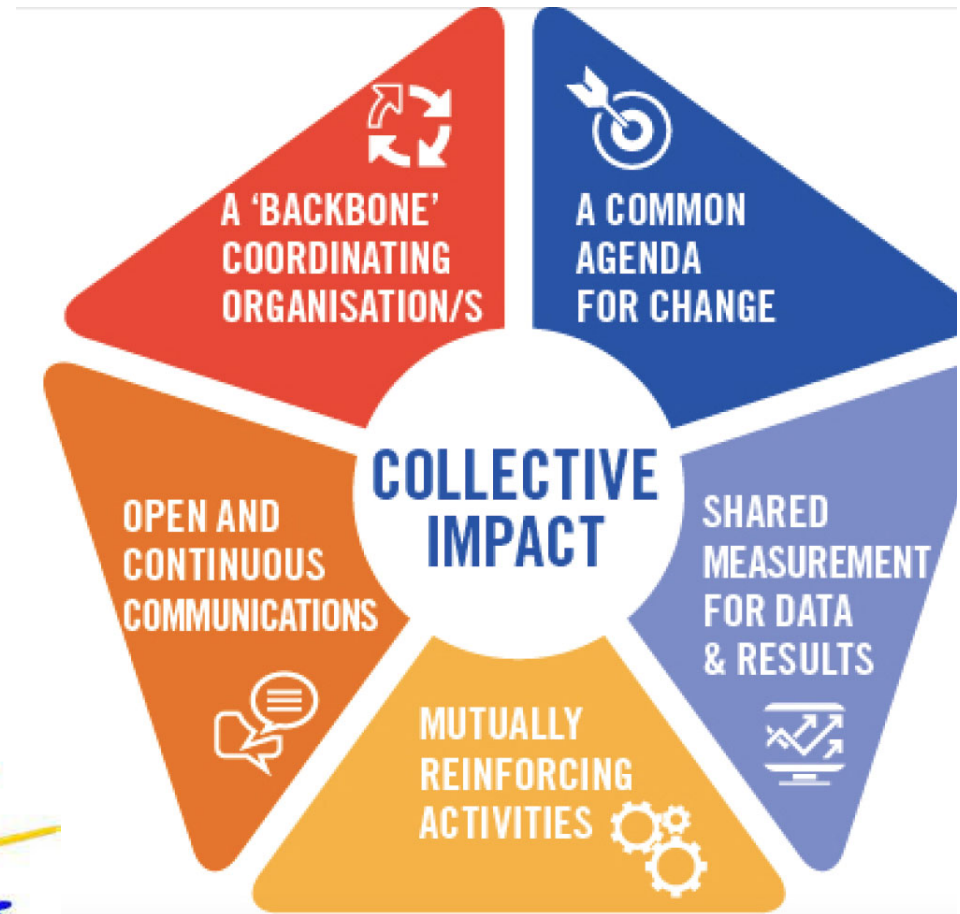 A ‘BACKBONE’
COORDINATING
ORGANISATION/S
A COMMON
AGENDA
FOR CHANGE
COLLECTIVE
IMPACT
OPEN AND
CONTINUOUS
COMMUNICATIONS
SHARED
MEASUREMENT
FOR DATA
& RESULTS
MUTUALLY
REINFORCING
ACTIVITIES